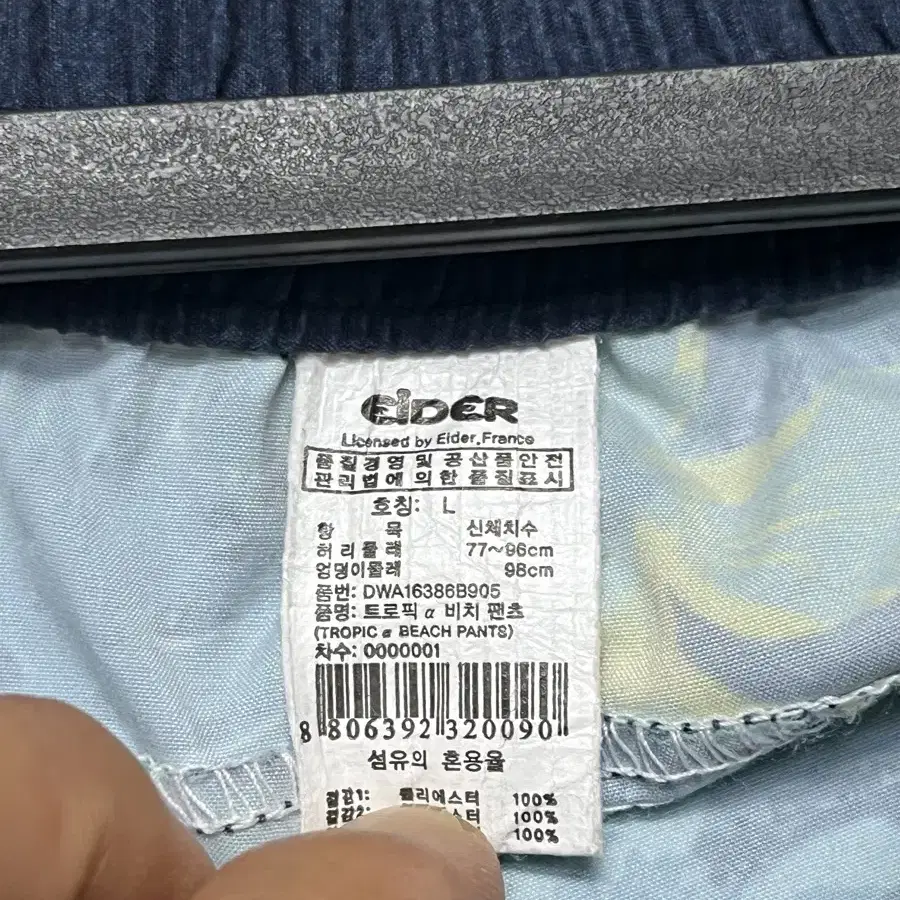 EIDER
Licensed by Eider,France
품질경영및 공산품안전
관리법에 의한 품질표시
호칭: L
항 목 신체치수
허리둘레 77~96cm
엉덩이둘레 98cm
품번: DWA16386B905
품명: 트로픽 α 비치 팬츠
(TROPIC α BEACH PANTS)
차수: 0000001
8 806392 320090
섬유의 혼용율
겉감1: 폴리에스터 100%
겉감2: 100%
100%